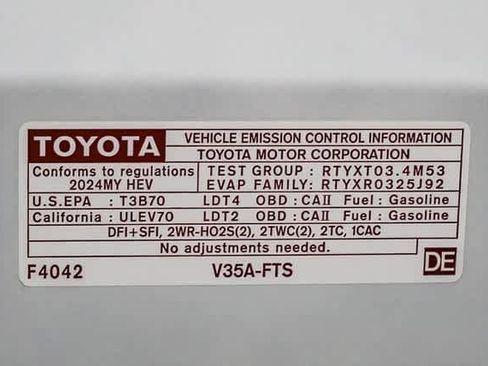 TOYOTA VEHICLE EMISSION CONTROL INFORMATION
TOYOTA MOTOR CORPORATION
Conforms to regulations TEST GROUP : RTYXT03.4M53
2024MY HEV EVAP FAMILY: RTYXR0325J92
U.S.EPA : T3B70 LDT4 OBD : CAII Fuel : Gasoline
California : ULEV70 LDT2 OBD : CAII Fuel : Gasoline
DFI+SFI, 2WR-HO2S(2), 2TWC(2), 2TC, 1CAC
No adjustments needed.
F4042 V35A-FTS DE